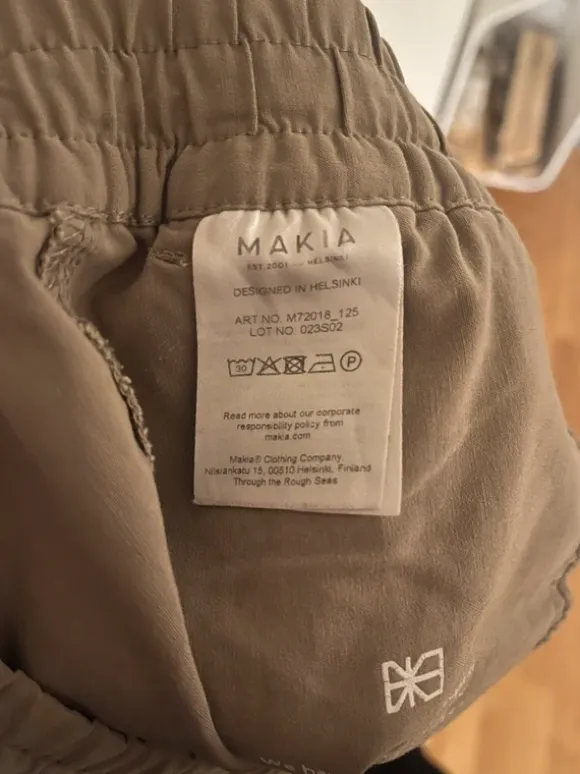 MAKIA
EST 2001 HELSINKI
DESIGNED IN HELSINKI
ART NO. M72018_125
LOT NO 023S02
30 P
Read more about our corporate
responsibility policy from
makia.com
Makia® Clothing Company,
Niisiankatu 15, 00510 Helsinki, Finland
Through the Rough Seas